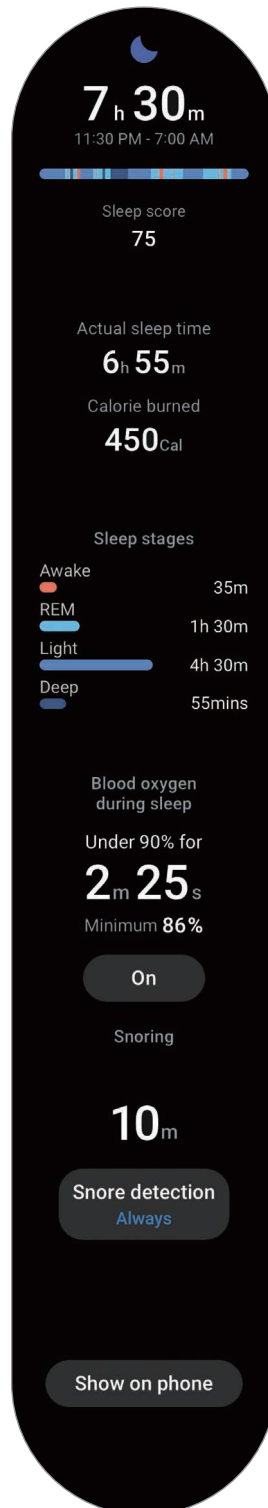 7h 30m
11:30 PM - 7:00 AM
Sleep score
75
Actual sleep time
6h 55m
Calorie burned
450Cal
Sleep stages
Awake
35m
REM
1h 30m
Light
4h 30m
Deep
55mins
Blood oxygen
during sleep
Under 90% for
2m 25s
Minimum 86%
On
Snoring
10m
Snore detection
Always
Show on phone